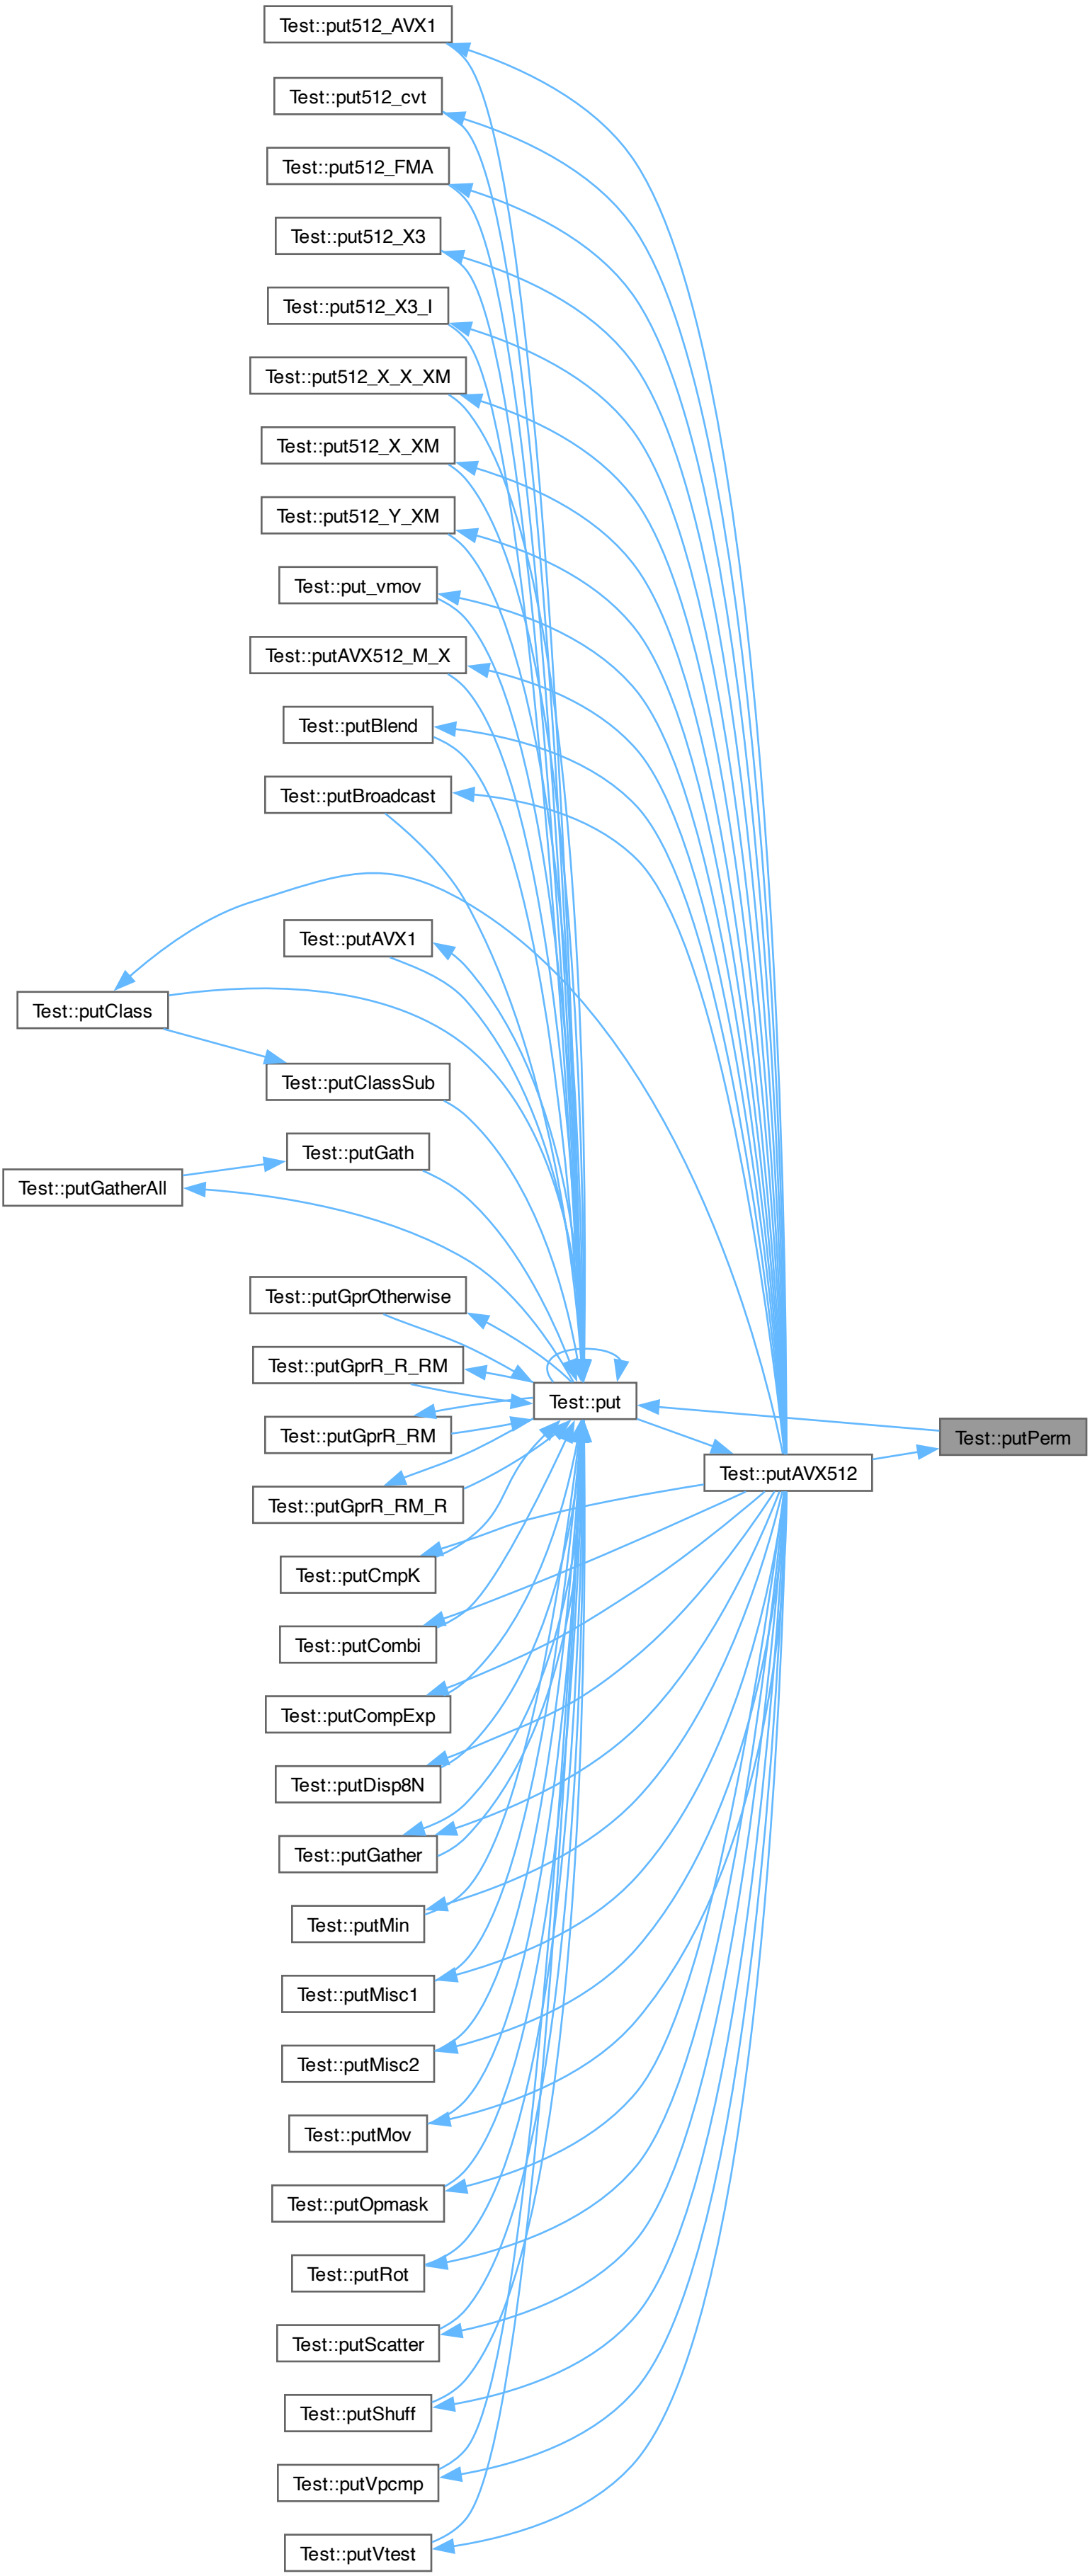 Test::put512_AVX1
Test::put512_cvt
Test::put512_FMA
Test::put512_X3
Test::put512_X3_I
Test::put512_X_X_XM
Test::put512_X_XM
Test::put512_Y_XM
Test::put_vmov
Test::putAVX512_M_X
Test::putBlend
Test::putBroadcast
Test::putAVX1
Test::putClass
Test::putClassSub
Test::putGath
Test::putGatherAll
Test::putGprOtherwise
Test::putGprR_R_RM
Test::put
Test::putGprR_RM
Test::putPerm
Test::putAVX512
Test::putGprR_RM_R
Test::putCmpK
Test::putCombi
Test::putCompExp
Test::putDisp8N
Test::putGather
Test::putMin
Test::putMisc1
Test::putMisc2
Test::putMov
Test::putOpmask
Test::putRot
Test::putScatter
Test::putShuff
Test::putVpcmp
Test::putVtest